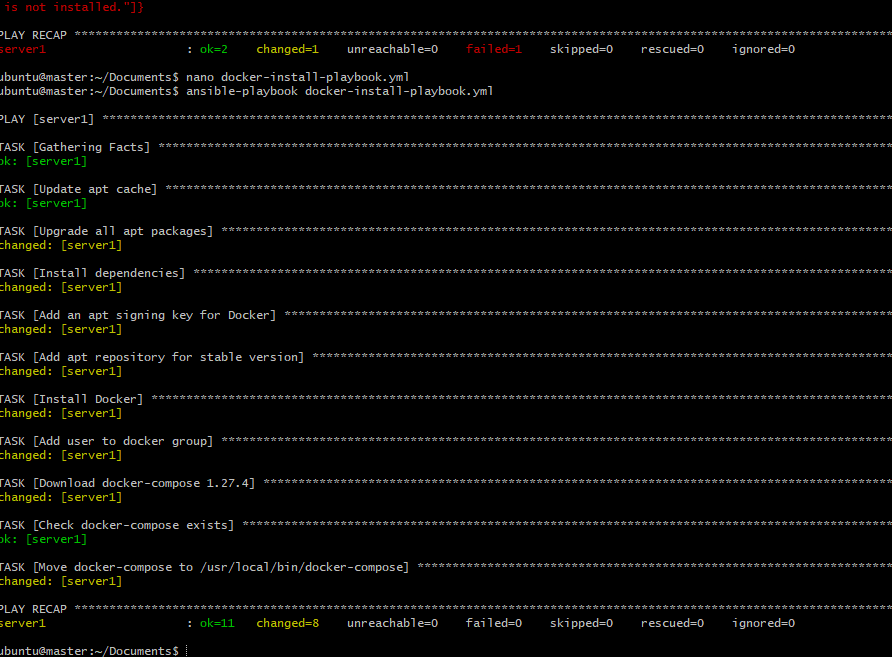 is not installed."]}
PLAY RECAP ****************************************************************************************************
server1                    : ok=2    changed=1    unreachable=0    failed=1    skipped=0    rescued=0    ignored=0
ubuntu@master:~/Documents$ nano docker-install-playbook.yml
ubuntu@master:~/Documents$ ansible-playbook docker-install-playbook.yml
PLAY [server1] ****************************************************************************************************
TASK [Gathering Facts] ****************************************************************************************************
ok: [server1]
TASK [Update apt cache] ****************************************************************************************************
ok: [server1]
TASK [Upgrade all apt packages] ****************************************************************************************************
changed: [server1]
TASK [Install dependencies] ****************************************************************************************************
changed: [server1]
TASK [Add an apt signing key for Docker] ****************************************************************************************************
changed: [server1]
TASK [Add apt repository for stable version] ****************************************************************************************************
changed: [server1]
TASK [Install Docker] ****************************************************************************************************
changed: [server1]
TASK [Add user to docker group] ****************************************************************************************************
changed: [server1]
TASK [Download docker-compose 1.27.4] ****************************************************************************************************
changed: [server1]
TASK [Check docker-compose exists] ****************************************************************************************************
ok: [server1]
TASK [Move docker-compose to /usr/local/bin/docker-compose] ****************************************************************************************************
changed: [server1]
PLAY RECAP ****************************************************************************************************
server1                    : ok=11   changed=8    unreachable=0    failed=0    skipped=0    rescued=0    ignored=0
ubuntu@master:~/Documents$